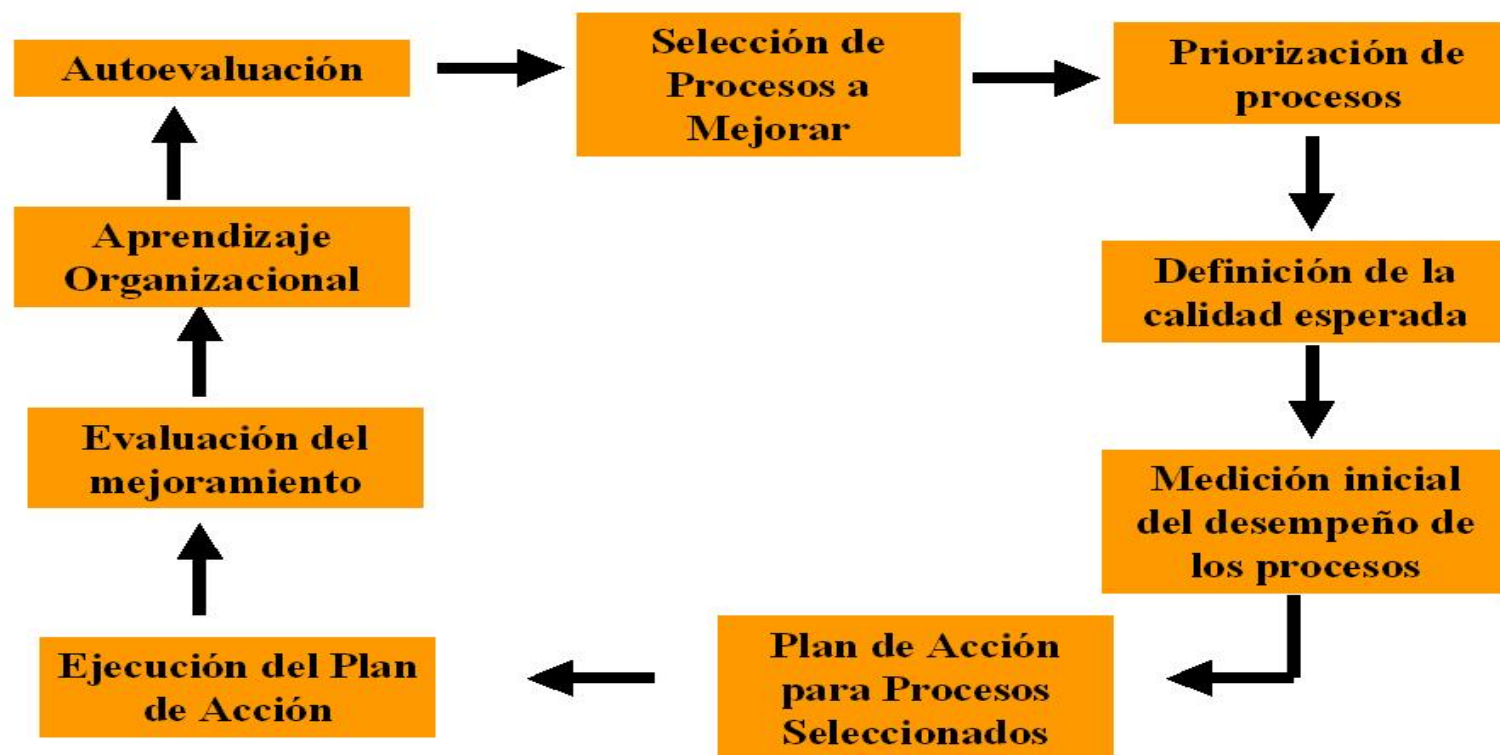 Autoevaluación
Selección de
Procesos a
Mejorar
Priorización de
procesos
Definición de la
calidad esperada
Medición inicial
del desempeño de
los procesos
Plan de Acción
para Procesos
Seleccionados
Ejecución del Plan
de Acción
Evaluación del
mejoramiento
Aprendizaje
Organizacional